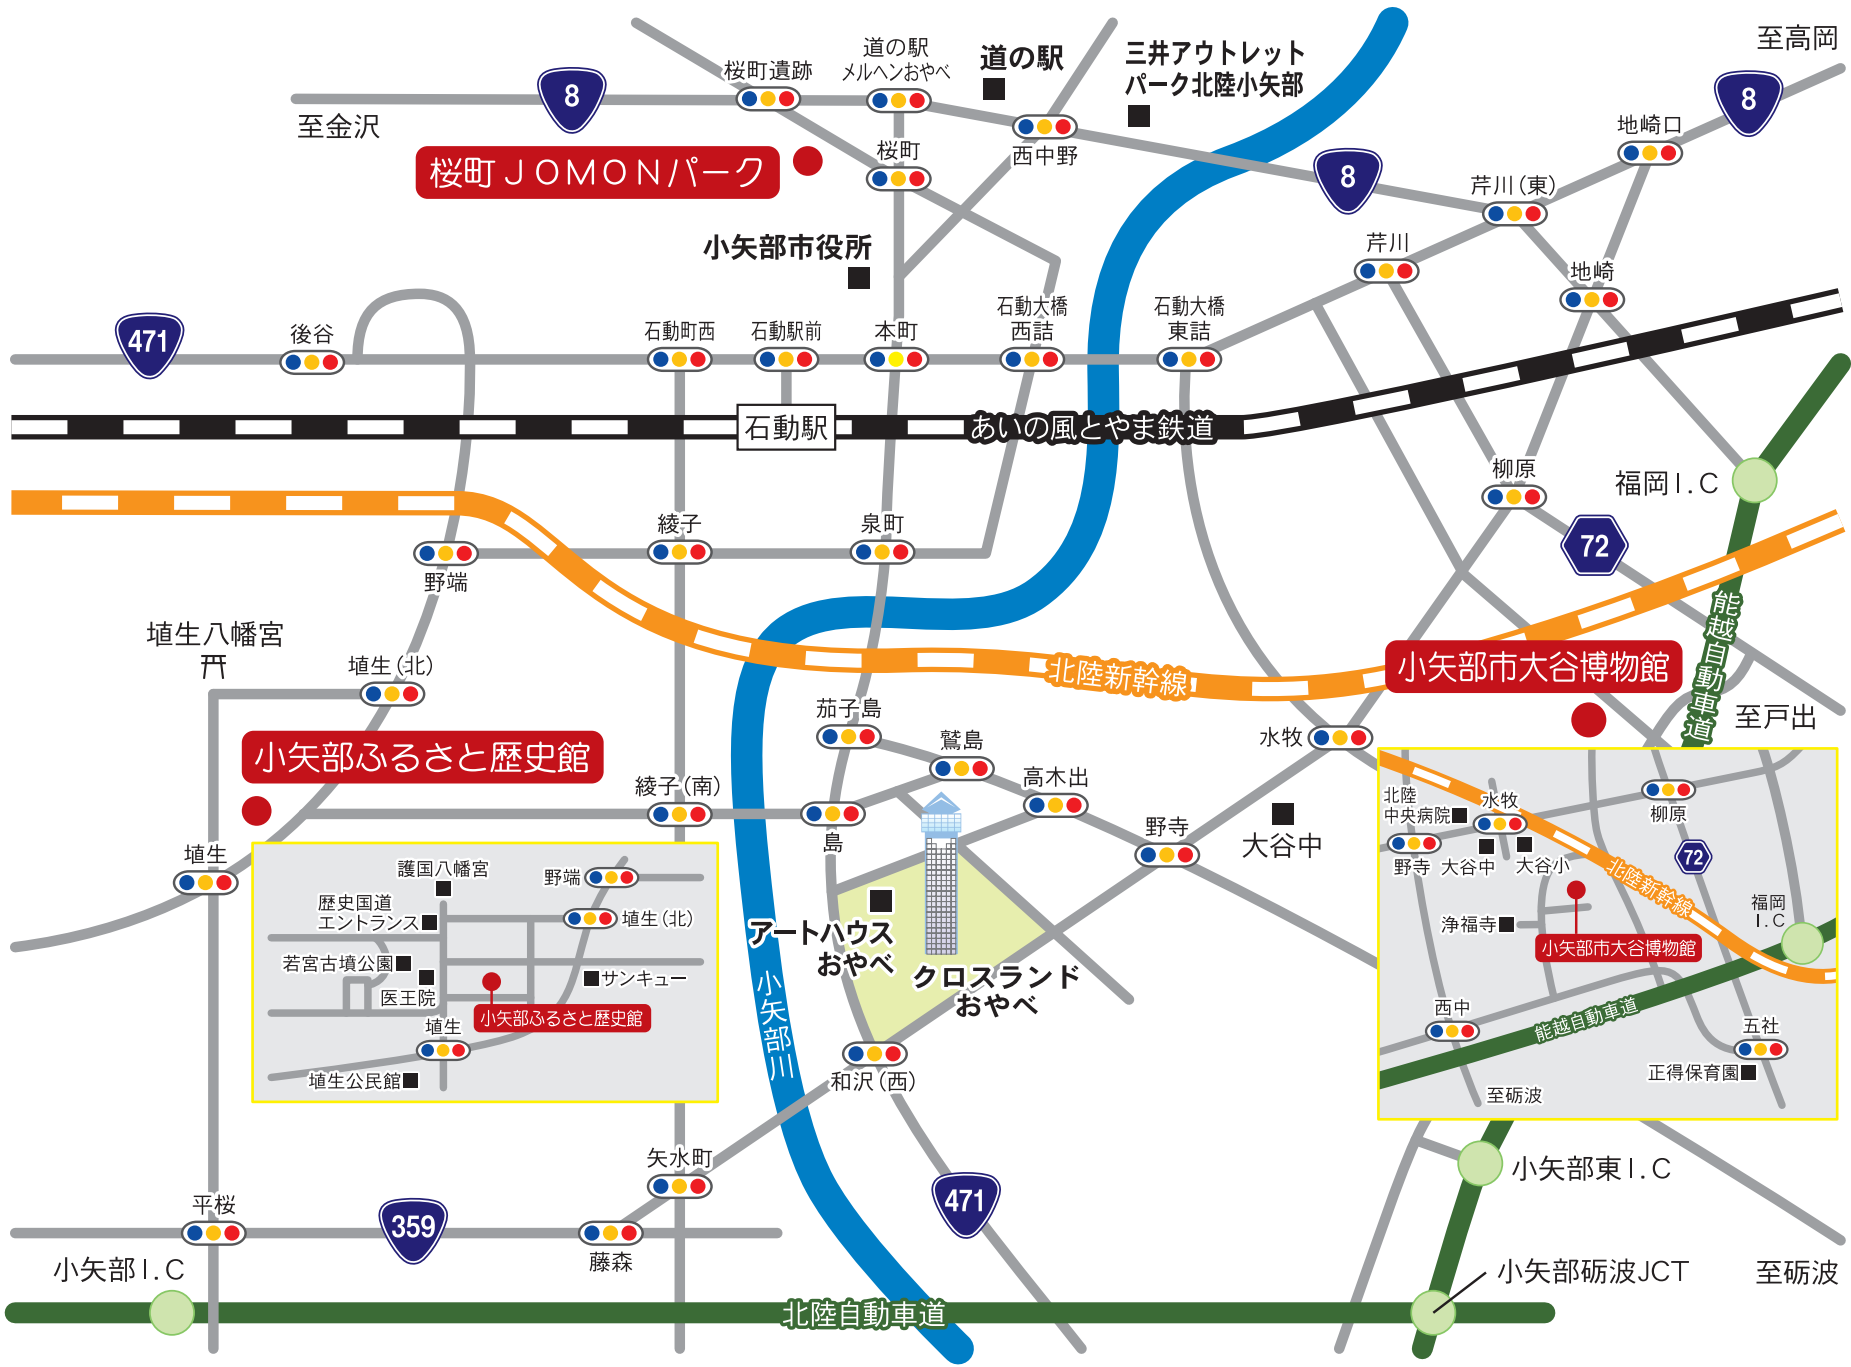 至高岡
道の駅
メルヘンおやべ
道の駅
三井アウトレット
パーク北陸小矢部
桜町遺跡
8
8
至金沢
地崎口
桜町
西中野
桜町JOMONパーク
8
芹川(東)
小矢部市役所
芹川
地崎
471
後谷
石動町西
石動駅前
本町
石動大橋
西詰
石動大橋
東詰
石動駅
あいの風とやま鉄道
柳原
福岡I.C
綾子
泉町
72
野端
能越自動車道
埴生八幡宮
埴生(北)
北陸新幹線
小矢部市大谷博物館
茄子島
至戸出
小矢部ふるさと歴史館
鷲島
水牧
綾子(南)
高木出
島
野寺
大谷中
埴生
護国八幡宮
野端
歴史国道
エントランス
埴生(北)
若宮古墳公園
医王院
サンキュー
小矢部ふるさと歴史館
埴生
埴生公民館
アートハウス
おやべ
クロスランド
おやべ
小矢部川
和沢(西)
北陸
中央病院
水牧
柳原
野寺
大谷中
大谷小
72
北陸新幹線
福岡
I.C
浄福寺
小矢部市大谷博物館
西中
能越自動車道
五社
正得保育園
至砺波
矢水町
小矢部東I.C
平桜
359
471
藤森
小矢部I.C
小矢部砺波JCT
至砺波
北陸自動車道